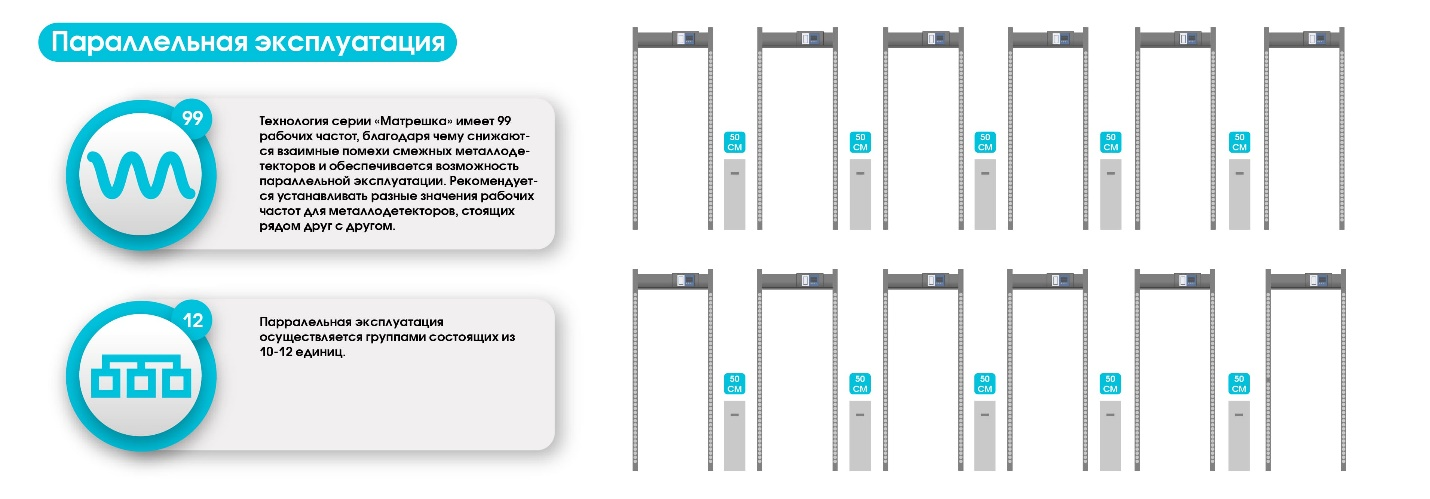 Параллельная эксплуатация
99
Технология серии «Матрешка» имеет 99
рабочих частот, благодаря чему снижают-
ся взаимные помехи смежных металлоде-
текторов и обеспечивается возможность
параллельной эксплуатации. Рекомендует-
ся устанавливать разные значения рабочих
частот для металлодетекторов, стоящих
рядом друг с другом.
12
Парралельная эксплуатация
осуществляется группами состоящих из
10-12 единиц.
50
СМ
50
СМ
50
СМ
50
СМ
50
СМ
50
СМ
50
СМ
50
СМ
50
СМ
50
СМ